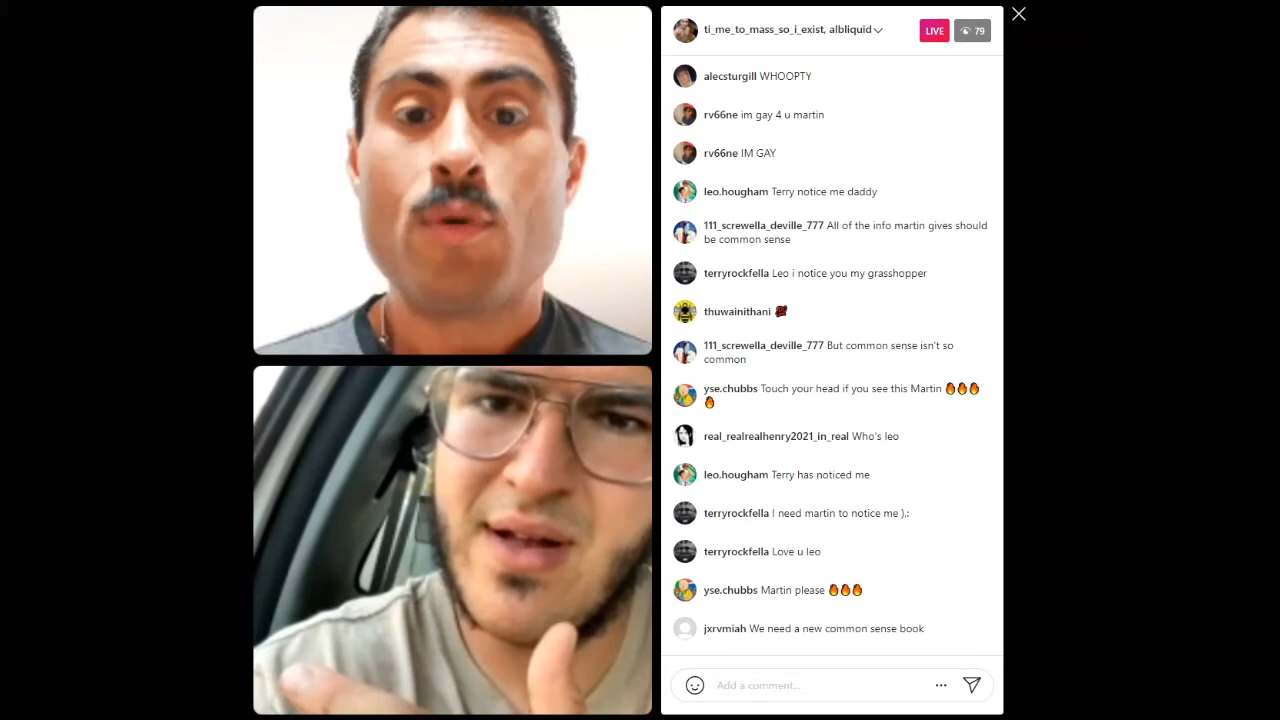 ti_me_to_mass_so_i_exist, albliquid
LIVE
79
alecsturgill WHOOPTY
rv66ne im gay 4 u martin
rv66ne IM GAY
leo.hougham Terry notice me daddy
111_screwella_deville_777 All of the info martin gives should
be common sense
terryrockfella Leo i notice you my grasshopper
thuwainithani
111_screwella_deville_777 But common sense isn't so
common
yse.chubbs Touch your head if you see this Martin 🔥🔥🔥
🔥
real_realrealhenry2021_in_real Who's leo
leo.hougham Terry has noticed me
terryrockfella I need martin to notice me ),:
terryrockfella Love u leo
yse.chubbs Martin please 🔥🔥🔥
jxrvmiah We need a new common sense book
Add a comment...